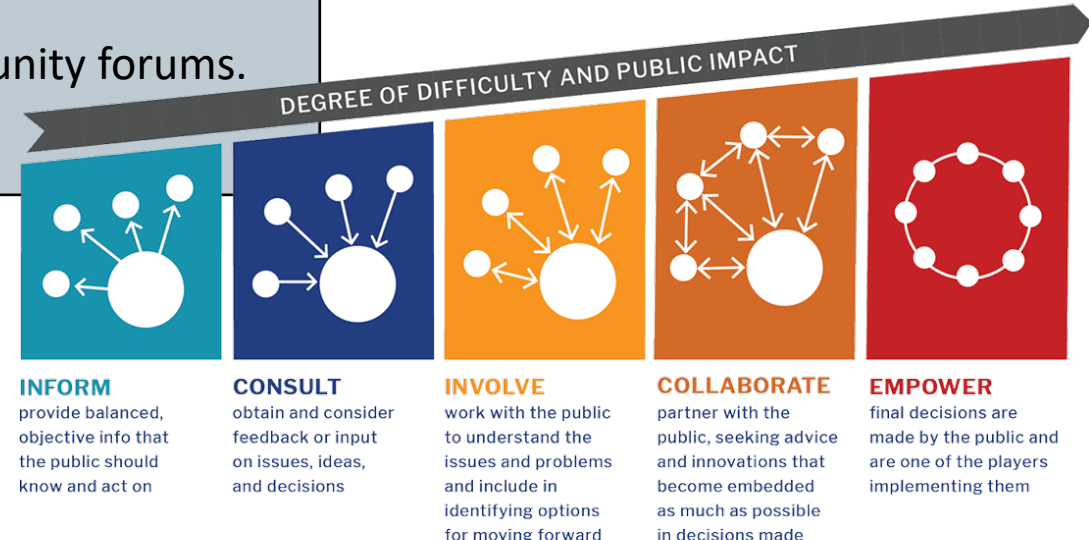 unity forums.
DEGREE OF DIFFICULTY AND PUBLIC IMPACT
INFORM
provide balanced,
objective info that
the public should
know and act on
CONSULT
obtain and consider
feedback or input
on issues, ideas,
and decisions
INVOLVE
work with the public
to understand the
issues and problems
and include in
identifying options
for moving forward
COLLABORATE
partner with the
public, seeking advice
and innovations that
become embedded
as much as possible
in decisions made
EMPOWER
final decisions are
made by the public and
are one of the players
implementing them